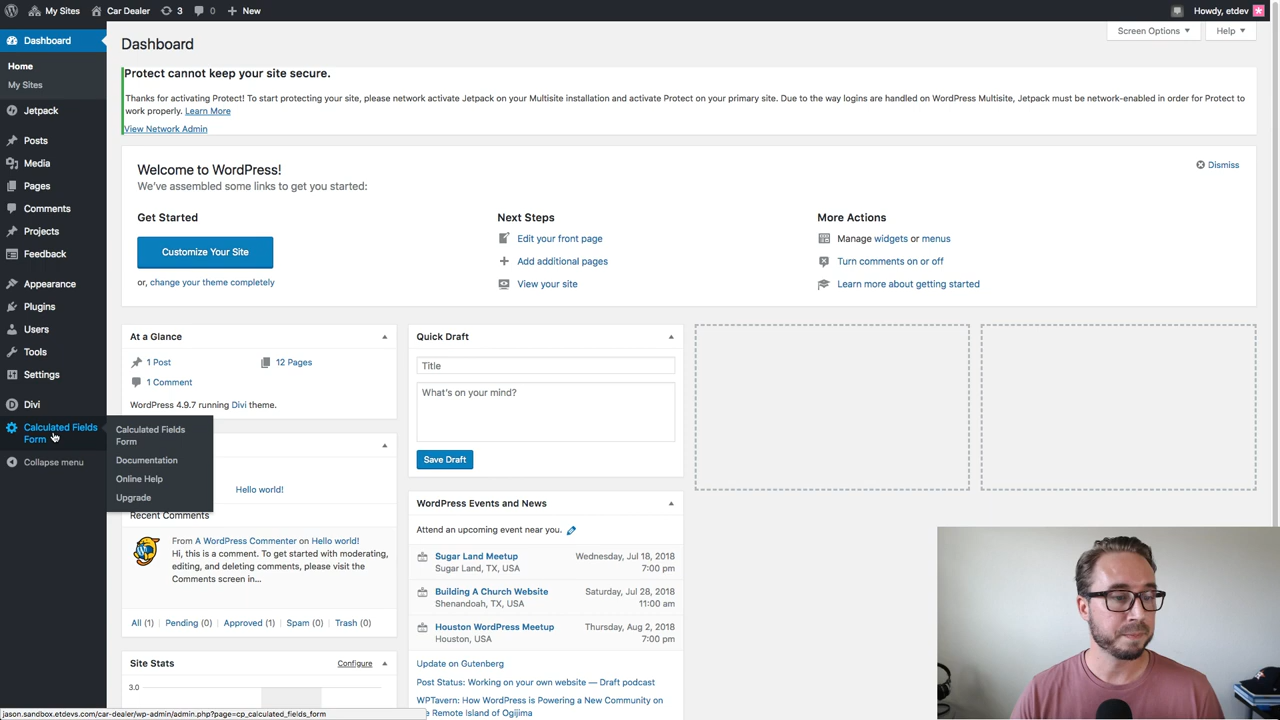 My Sites
Car Dealer
3
0
New
Howdy, etdev
Dashboard
Home
My Sites
Jetpack
Posts
Media
Pages
Comments
Projects
Feedback
Appearance
Plugins
Users
Tools
Settings
Divi
Calculated Fields
Form
Collapse menu
Calculated Fields
Form
Documentation
Online Help
Upgrade
Dashboard
Screen Options
Help
Protect cannot keep your site secure.
Thanks for activating Protect! To start protecting your site, please network activate Jetpack on your Multisite installation and activate Protect on your primary site. Due to the way logins are handled on WordPress Multisite, Jetpack must be network-enabled in order for Protect to
work properly. Learn More
View Network Admin
Welcome to WordPress!
We've assembled some links to get you started:
Dismiss
Get Started
Customize Your Site
or, change your theme completely
Next Steps
Edit your front page
Add additional pages
View your site
More Actions
Manage widgets or menus
Turn comments on or off
Learn more about getting started
At a Glance
1 Post
12 Pages
1 Comment
WordPress 4.9.7 running Divi theme.
Hello world!
Recent Comments
From A WordPress Commenter on Hello world!
Hi, this is a comment. To get started with moderating,
editing, and deleting comments, please visit the
Comments screen in…
All (1) | Pending (0) | Approved (1) | Spam (0) | Trash (0)
Site Stats
Configure
3.0
Quick Draft
Title
What's on your mind?
Save Draft
WordPress Events and News
Attend an upcoming event near you.
Sugar Land Meetup
Wednesday, Jul 18, 2018
Sugar Land, TX, USA
7:00 pm
Building A Church Website
Saturday, Jul 28, 2018
Shenandoah, TX, USA
11:00 am
Houston WordPress Meetup
Thursday, Aug 2, 2018
Houston, USA
7:00 pm
Update on Gutenberg
Post Status: Working on your own website — Draft podcast
WPTavern: How WordPress is Powering a New Community on
the Remote Island of Ogijima
jason.sandbox.etdevs.com/car-dealer/wp-admin/admin.php?page=cp_calculated_fields_form